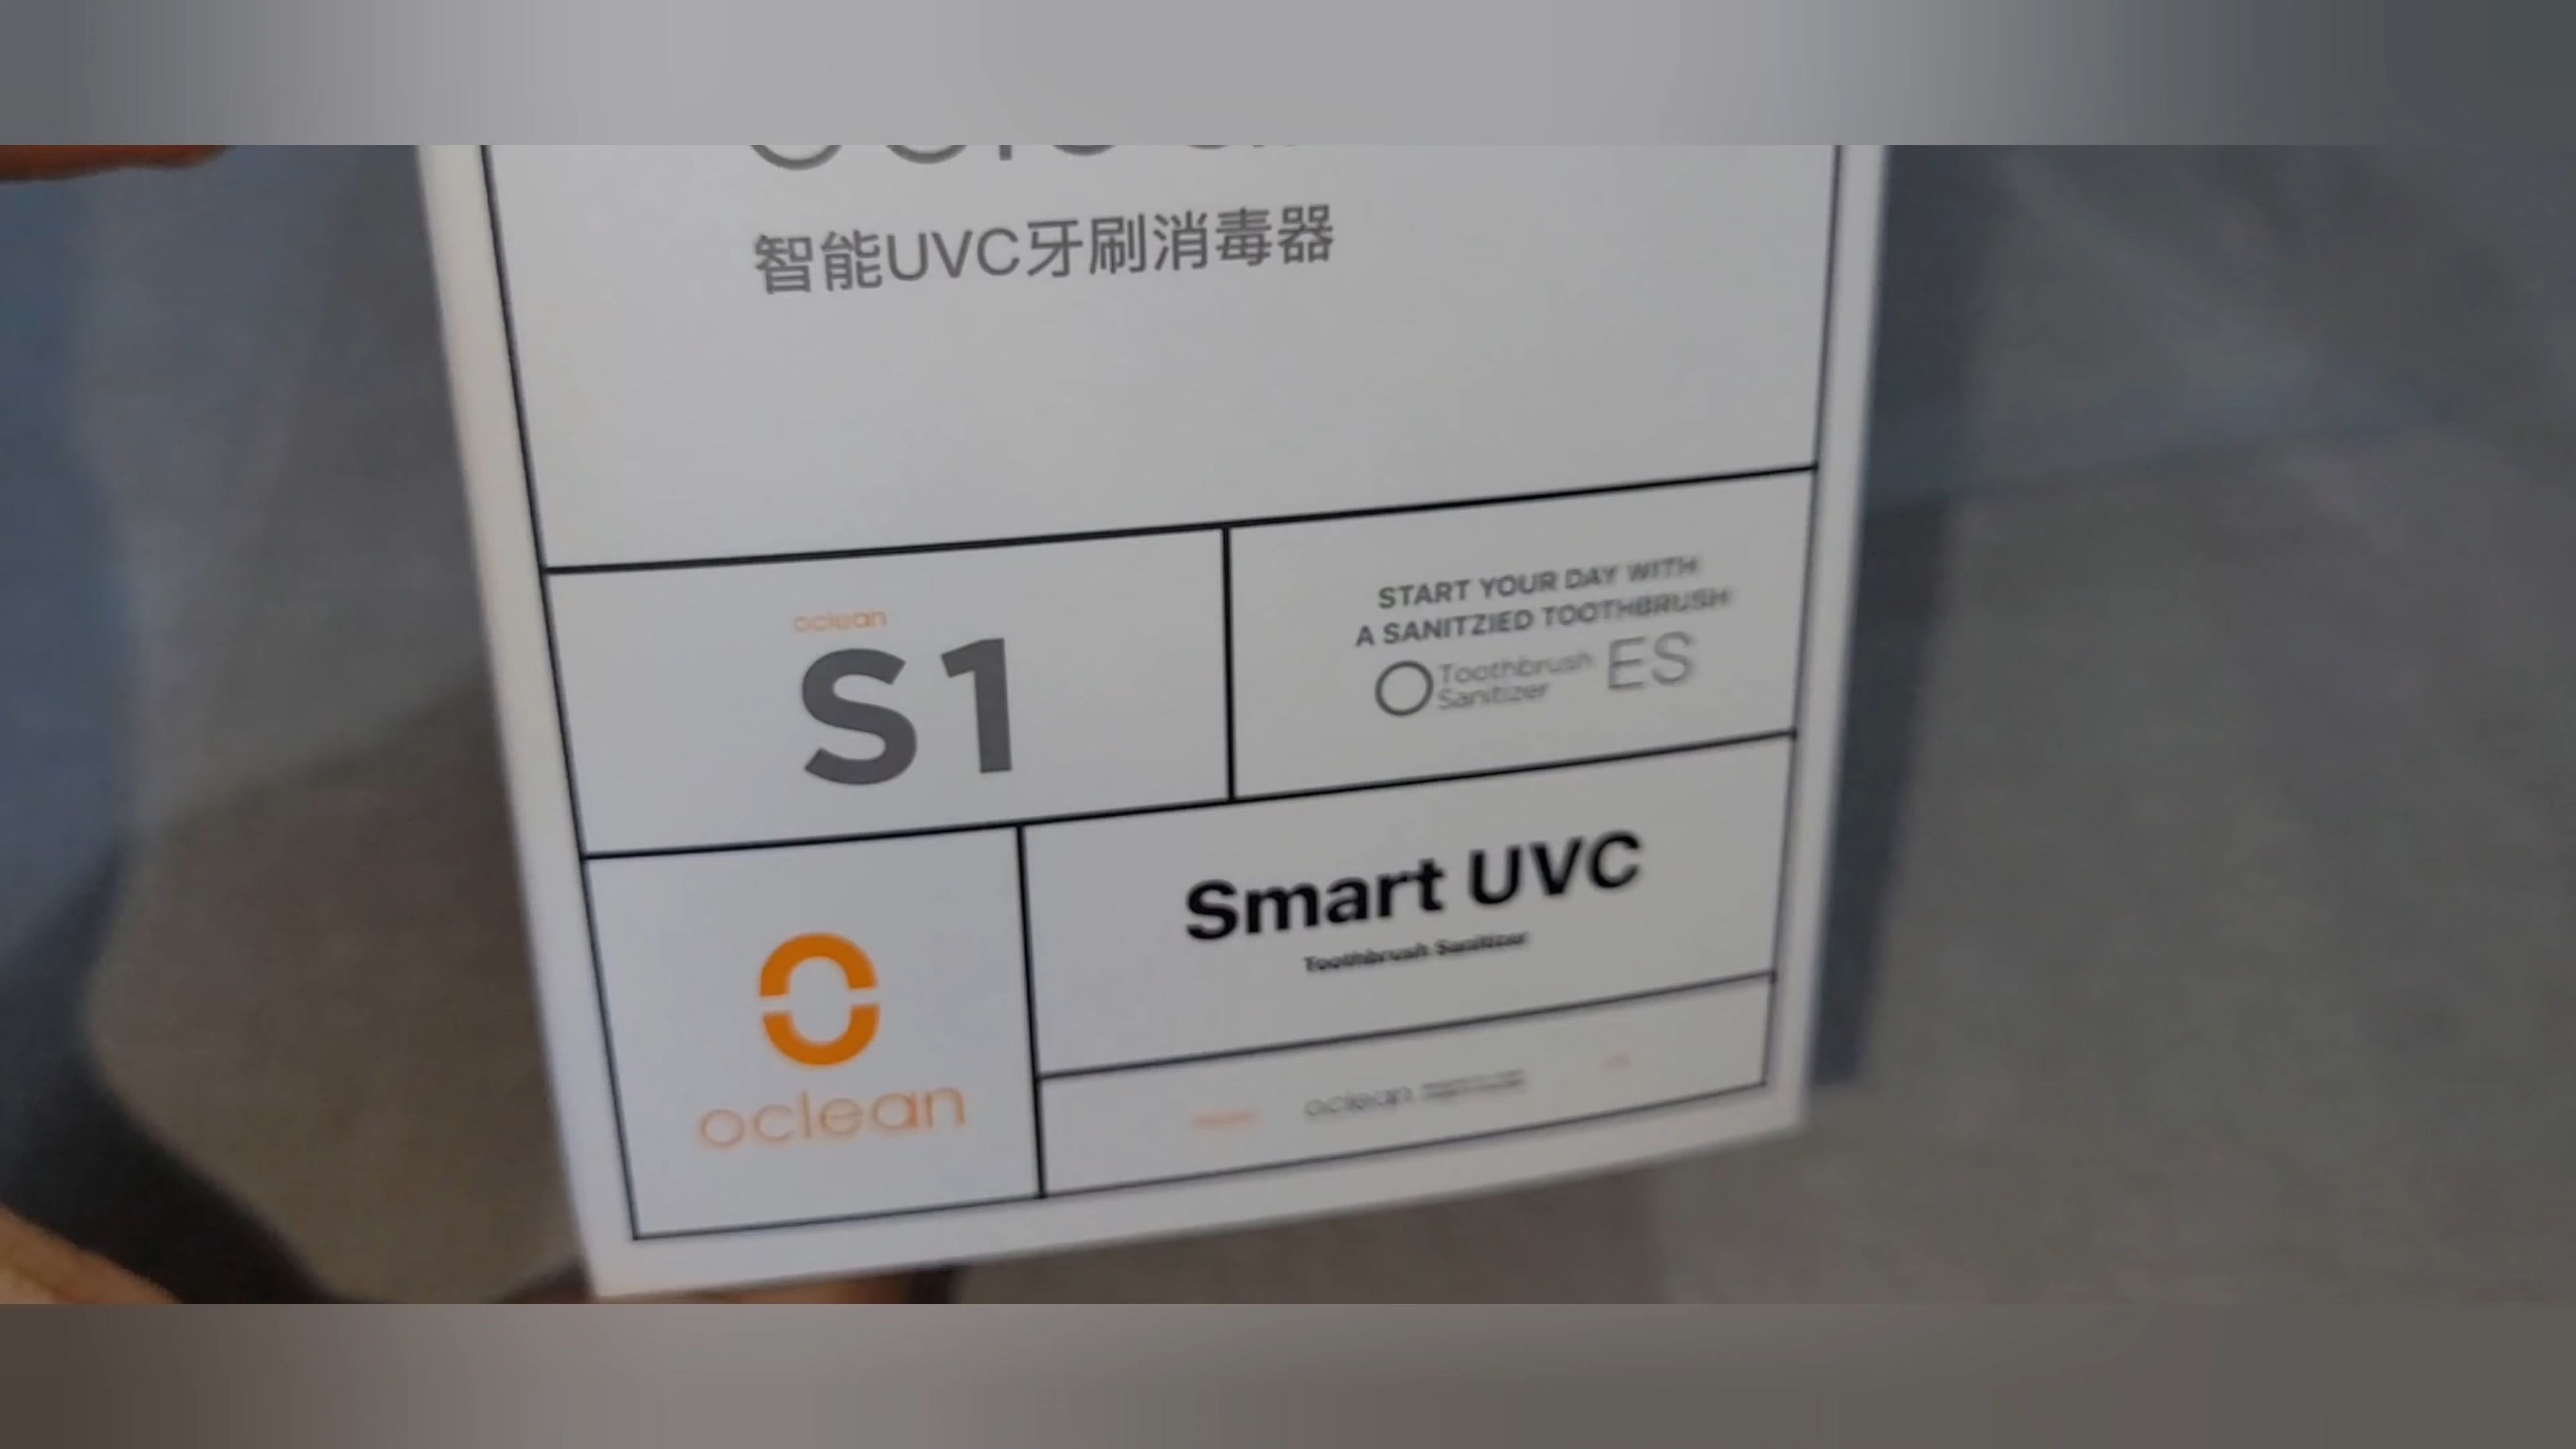 智能UVC牙刷消毒器
oclean
S1
START YOUR DAY WITH
A SANITZIED TOOTHBRUSH
Toothbrush
Sanitizer
ES
Smart UVC
Toothbrush Sanitizer
oclean
oclean